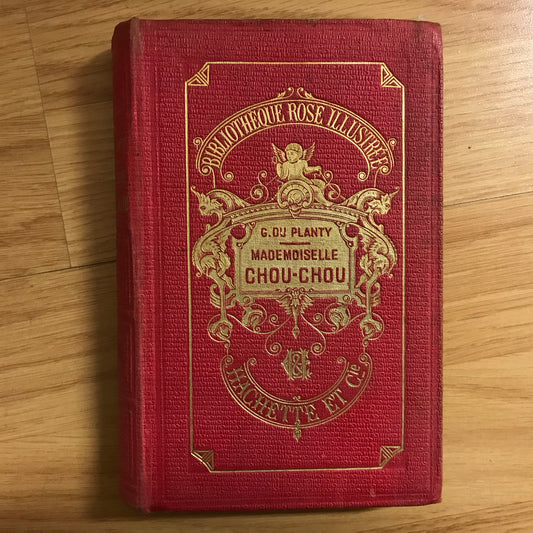 BIBLIOTHÈQUE ROSE ILLUSTRÉE
G. DU PLANTY
MADEMOISELLE
CHOU-CHOU
HACHETTE ET Cie